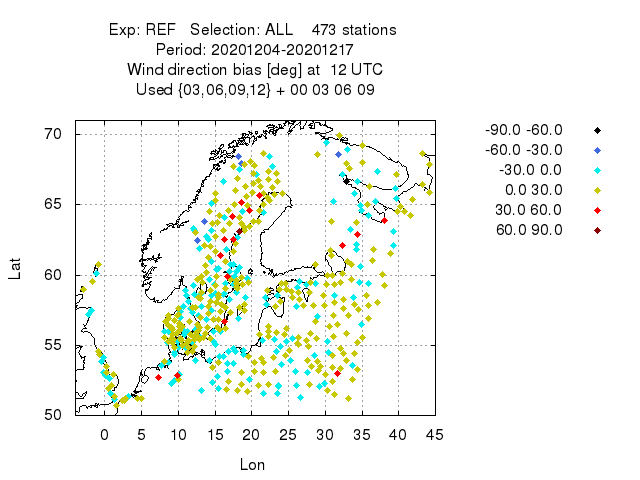 Exp: REF Selection: ALL 473 stations
Period: 20201204-20201217
Wind direction bias [deg] at 12 UTC
Used {03,06,09,12} + 00 03 06 09
70
65
60
55
50
Lat
0 5 10 15 20 25 30 35 40 45
Lon
-90.0 -60.0
-60.0 -30.0
-30.0 0.0
0.0 30.0
30.0 60.0
60.0 90.0